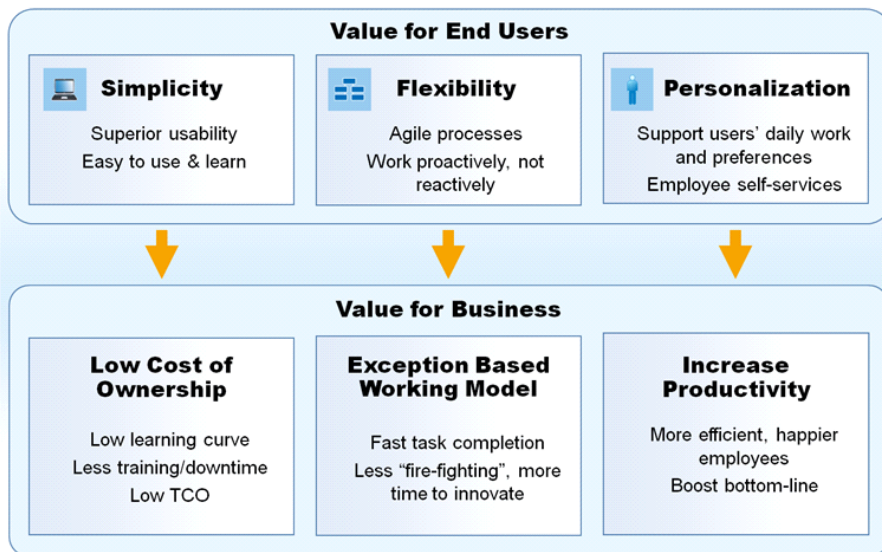 Value for End Users
Simplicity
Superior usability
Easy to use & learn
Flexibility
Agile processes
Work proactively, not
reactively
Personalization
Support users' daily work
and preferences
Employee self-services
Value for Business
Low Cost of
Ownership
Low learning curve
Less training/downtime
Low TCO
Exception Based
Working Model
Fast task completion
Less “fire-fighting”, more
time to innovate
Increase
Productivity
More efficient, happier
employees
Boost bottom-line